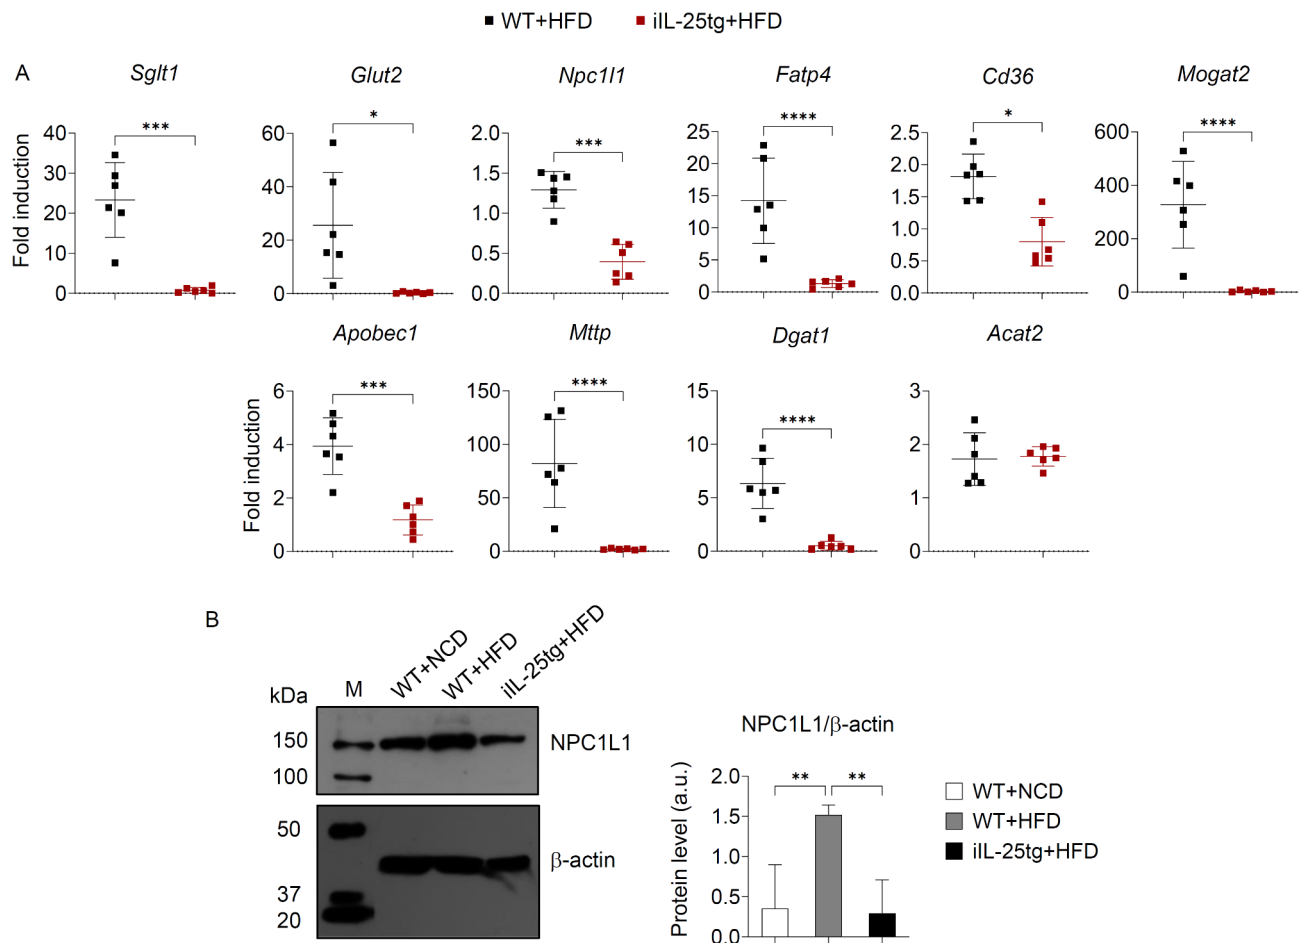 WT+HFD iIL-25tg+HFD
A
Sglt1 Glut2 Npc1l1 Fatp4 Cd36 Mogat2
Fold induction
40 30 20 10 0
***
60 40 20 0
*
2.0 1.5 1.0 0.5 0.0
***
25 20 15 10 5 0
****
2.5 2.0 1.5 1.0 0.5 0.0
*
600 400 200 0
****
Apobec1 Mttp Dgat1 Acat2
Fold induction
6 4 2 0
***
150 100 50 0
****
15 10 5 0
****
3 2 1 0
B
kDa M WT+NCD WT+HFD iIL-25tg+HFD
150 NPC1L1
100
50
β-actin
37
20
NPC1L1/β-actin
Protein level (a.u.)
2.0 1.5 1.0 0.5 0.0
** **
WT+NCD
WT+HFD
iIL-25tg+HFD